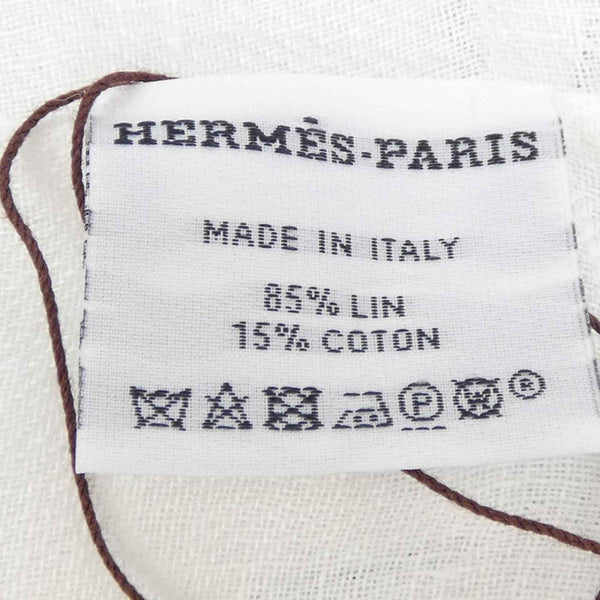 HERMÈS-PARIS
MADE IN ITALY
85% LIN
15% COTON
P W ®